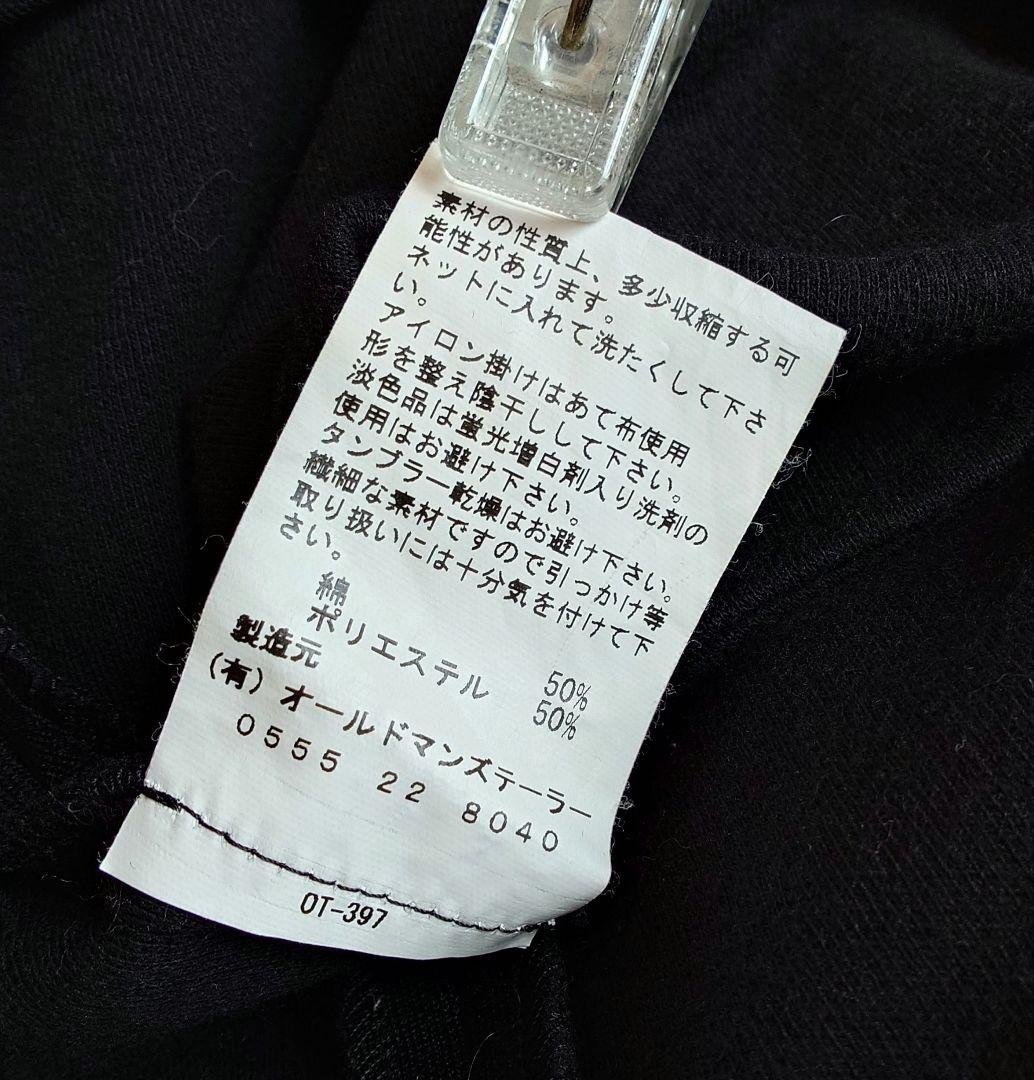 素材の性質上、多少収縮する可
能性があります。
ネットに入れて洗たくして下さ
い。
アイロン掛けはあて布使用
形を整え陰干しして下さい。
淡色品は蛍光増白剤入り洗剤の
使用はお避け下さい。
タンブラー乾燥はお避け下さい。
繊細な素材ですので引っかけ等
取り扱いには十分気を付けて下
さい。
綿 50%
ポリエステル 50%
製造元
(有)オールドマンズテーラー
0555 22 8040
OT-397